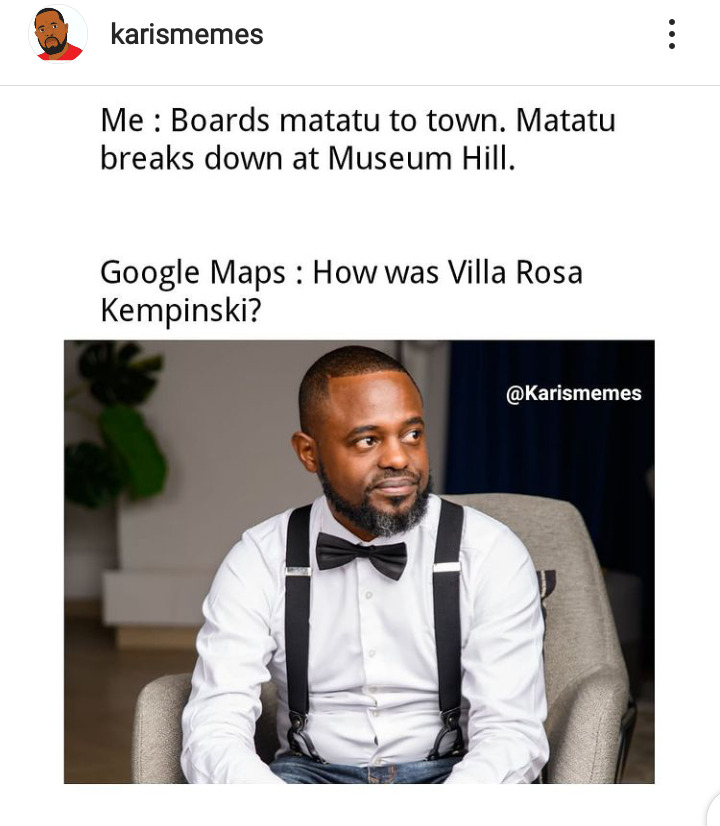 karismemes
Me : Boards matatu to town. Matatu
breaks down at Museum Hill.
Google Maps : How was Villa Rosa
Kempinski?
@Karismemes